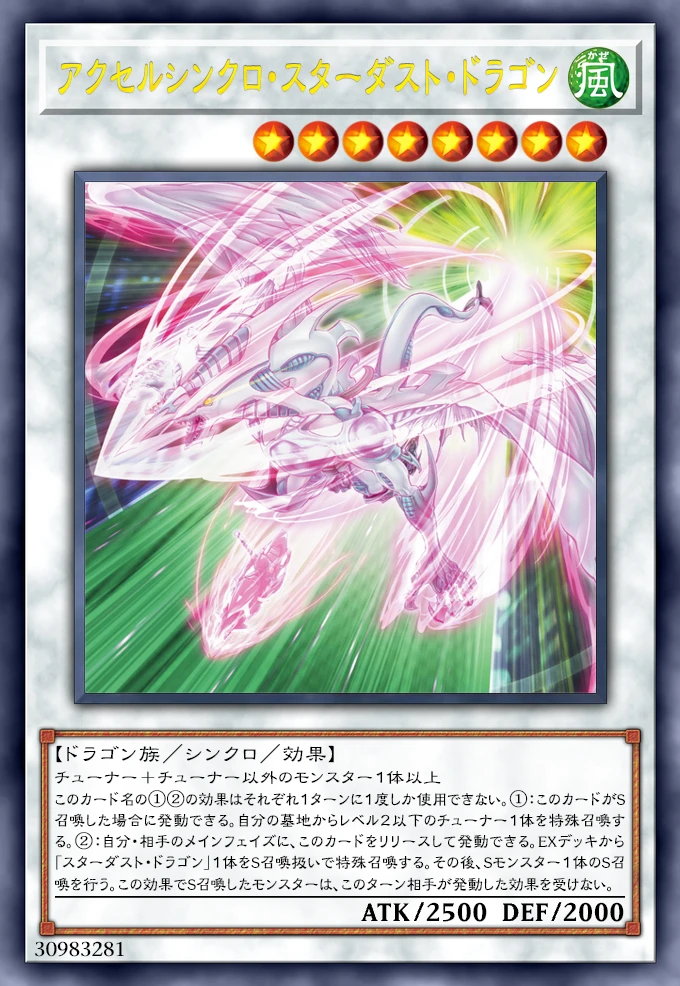 アクセルシンクロ・スターダスト・ドラゴン
かぜ
風
【ドラゴン族／シンクロ／効果】
チューナー＋チューナー以外のモンスター１体以上
このカード名の①②の効果はそれぞれ１ターンに１度しか使用できない。①：このカードがS
召喚した場合に発動できる。自分の墓地からレベル２以下のチューナー１体を特殊召喚す
る。②：自分・相手のメインフェイズに、このカードをリリースして発動できる。EXデッキから
「スターダスト・ドラゴン」１体をS召喚扱いで特殊召喚する。その後、Sモンスター１体のS召
喚を行う。この効果でS召喚したモンスターは、このターン相手が発動した効果を受けない。
ATK/2500 DEF/2000
30983281